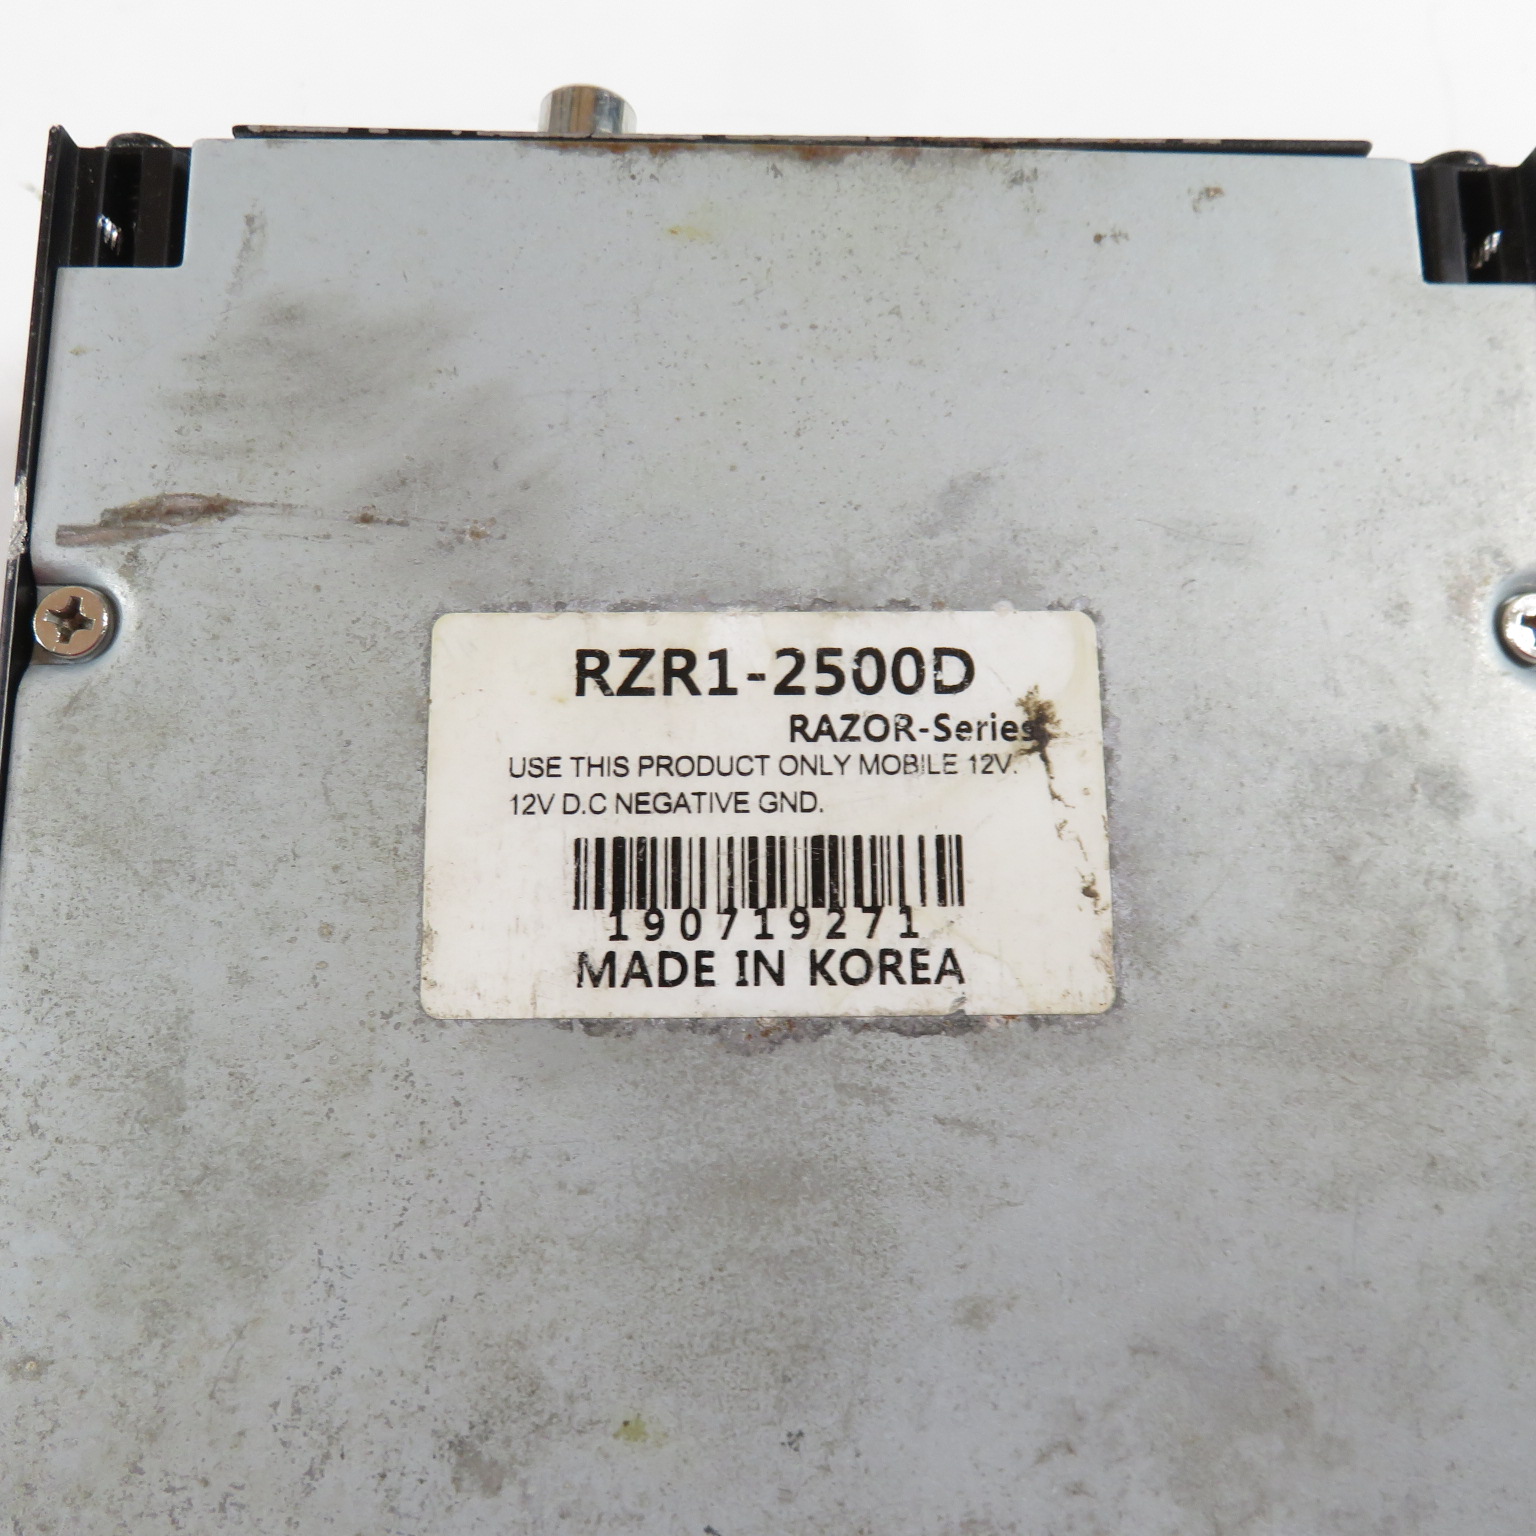 RZR1-2500D
RAZOR-Series
USE THIS PRODUCT ONLY MOBILE 12V.
12V D.C NEGATIVE GND.
190719271
MADE IN KOREA